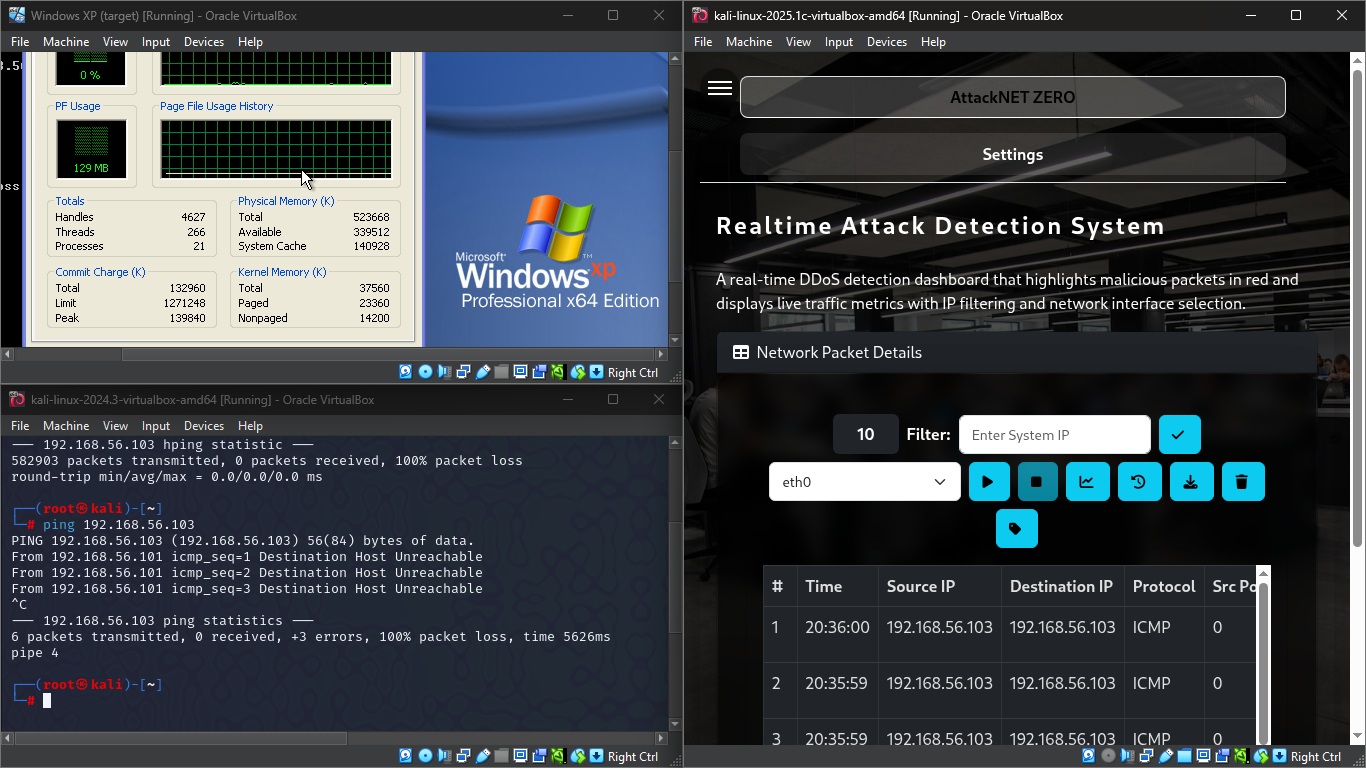 Windows XP (target) [Running] - Oracle VirtualBox
File Machine View Input Devices Help
0 %
PF Usage
Page File Usage History
129 MB
Totals
Handles 4627
Threads 266
Processes 21
Physical Memory (K)
Total 523668
Available 339512
System Cache 140928
Commit Charge (K)
Total 132960
Limit 1271248
Peak 139840
Kernel Memory (K)
Total 37560
Paged 23360
Nonpaged 14200
Microsoft®
Windows xp
Professional x64 Edition
Right Ctrl
kali-linux-2024.3-virtualbox-amd64 [Running] - Oracle VirtualBox
File Machine View Input Devices Help
--- 192.168.56.103 hping statistic ---
582903 packets transmitted, 0 packets received, 100% packet loss
round-trip min/avg/max = 0.0/0.0/0.0 ms
┌──(root㉿kali)-[~]
└─# ping 192.168.56.103
PING 192.168.56.103 (192.168.56.103) 56(84) bytes of data.
From 192.168.56.101 icmp_seq=1 Destination Host Unreachable
From 192.168.56.101 icmp_seq=2 Destination Host Unreachable
From 192.168.56.101 icmp_seq=3 Destination Host Unreachable
^C
--- 192.168.56.103 ping statistics ---
6 packets transmitted, 0 received, +3 errors, 100% packet loss, time 5626ms
pipe 4
┌──(root㉿kali)-[~]
└─#
Right Ctrl
kali-linux-2025.1c-virtualbox-amd64 [Running] - Oracle VirtualBox
File Machine View Input Devices Help
AttackNET ZERO
Settings
Realtime Attack Detection System
A real-time DDoS detection dashboard that highlights malicious packets in red and
displays live traffic metrics with IP filtering and network interface selection.
Network Packet Details
10 Filter: Enter System IP
eth0
# Time Source IP Destination IP Protocol Src Po
1 20:36:00 192.168.56.103 192.168.56.103 ICMP 0
2 20:35:59 192.168.56.103 192.168.56.103 ICMP 0
3 20:35:59 192.168.56.103 192.168.56.103 ICMP 0
Right Ctrl